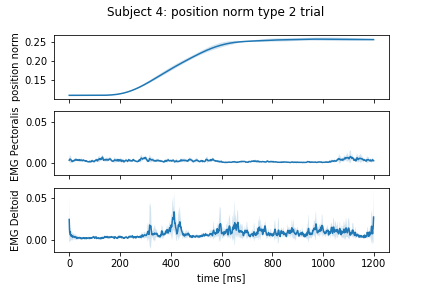 Subject 4: position norm type 2 trial
position norm
0.25
0.20
0.15
EMG Pectoralis
0.05
0.00
EMG Deltoid
0.05
0.00
0 200 400 600 800 1000 1200
time [ms]